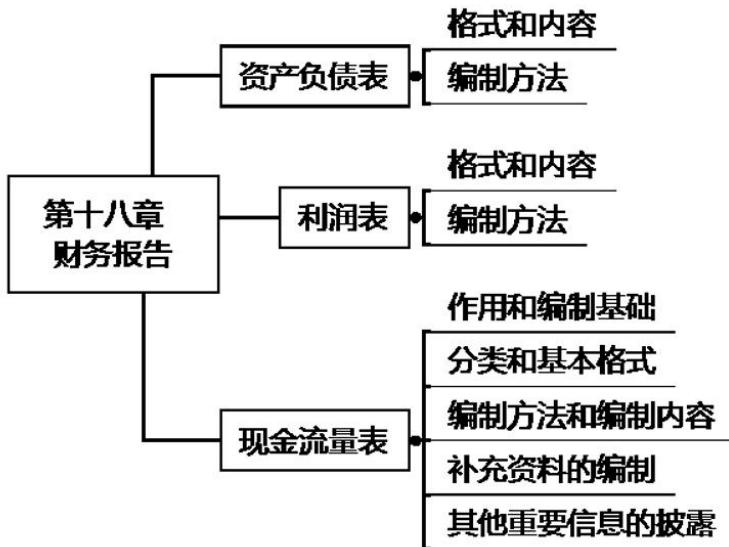 第十八章
财务报告
资产负债表
格式和内容
编制方法
利润表
格式和内容
编制方法
现金流量表
作用和编制基础
分类和基本格式
编制方法和编制内容
补充资料的编制
其他重要信息的披露